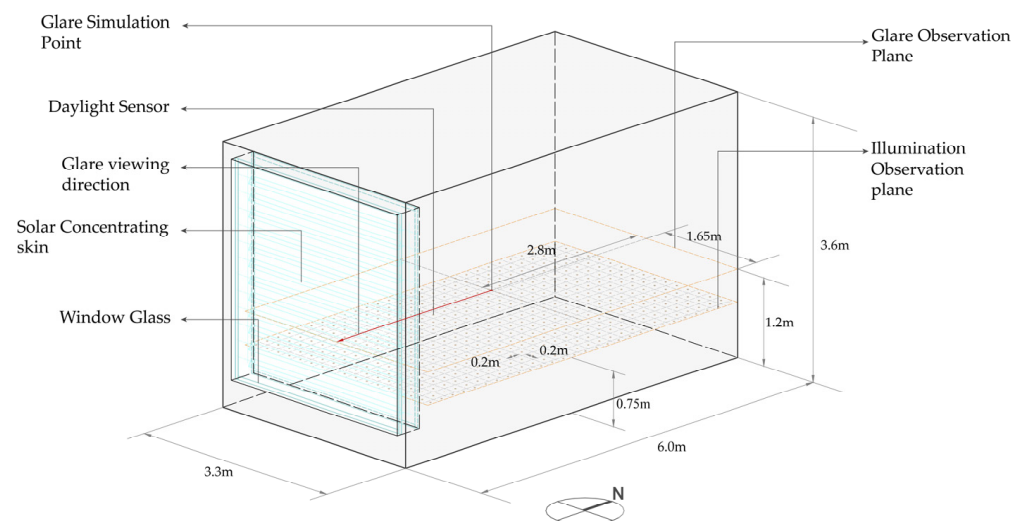 Glare Simulation
Point
Daylight Sensor
Glare viewing
direction
Solar Concentrating
skin
Window Glass
Glare Observation
Plane
Illumination
Observation
plane
2.8m
1.65m
3.6m
1.2m
0.2m
0.2m
0.75m
6.0m
3.3m
N